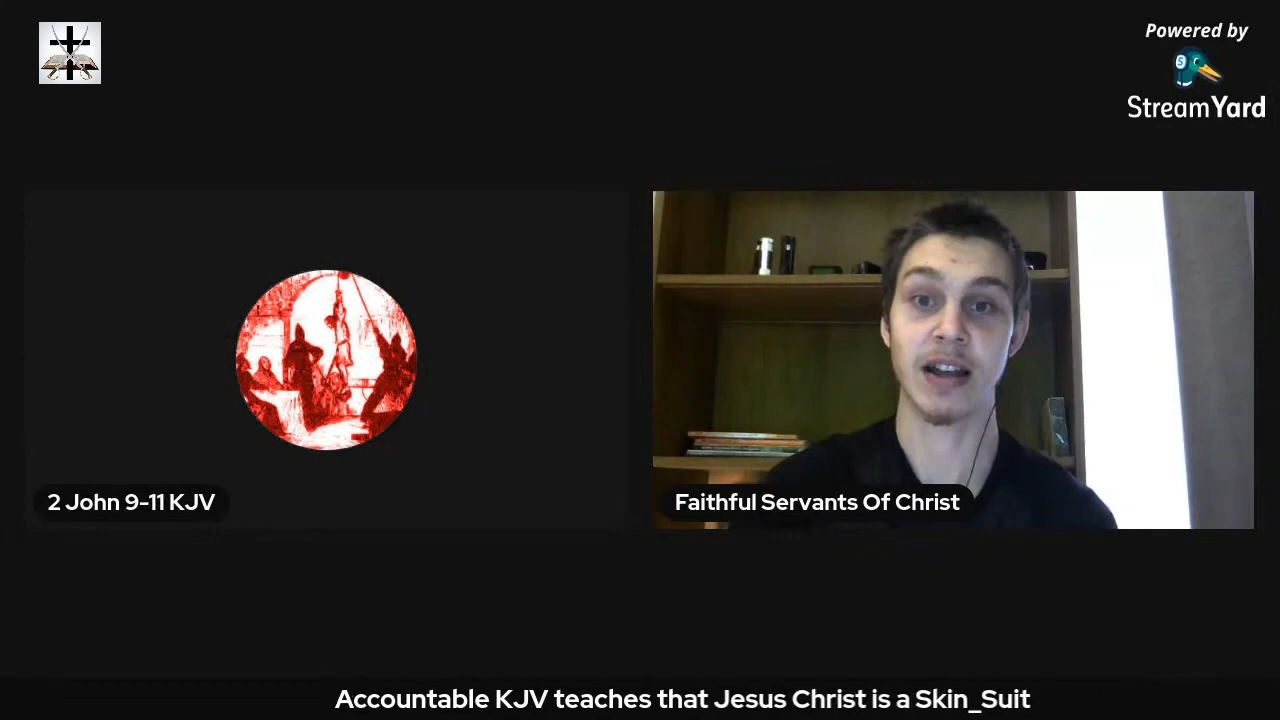 Powered by
S
StreamYard
2 John 9-11 KJV
Faithful Servants Of Christ
Accountable KJV teaches that Jesus Christ is a Skin_Suit